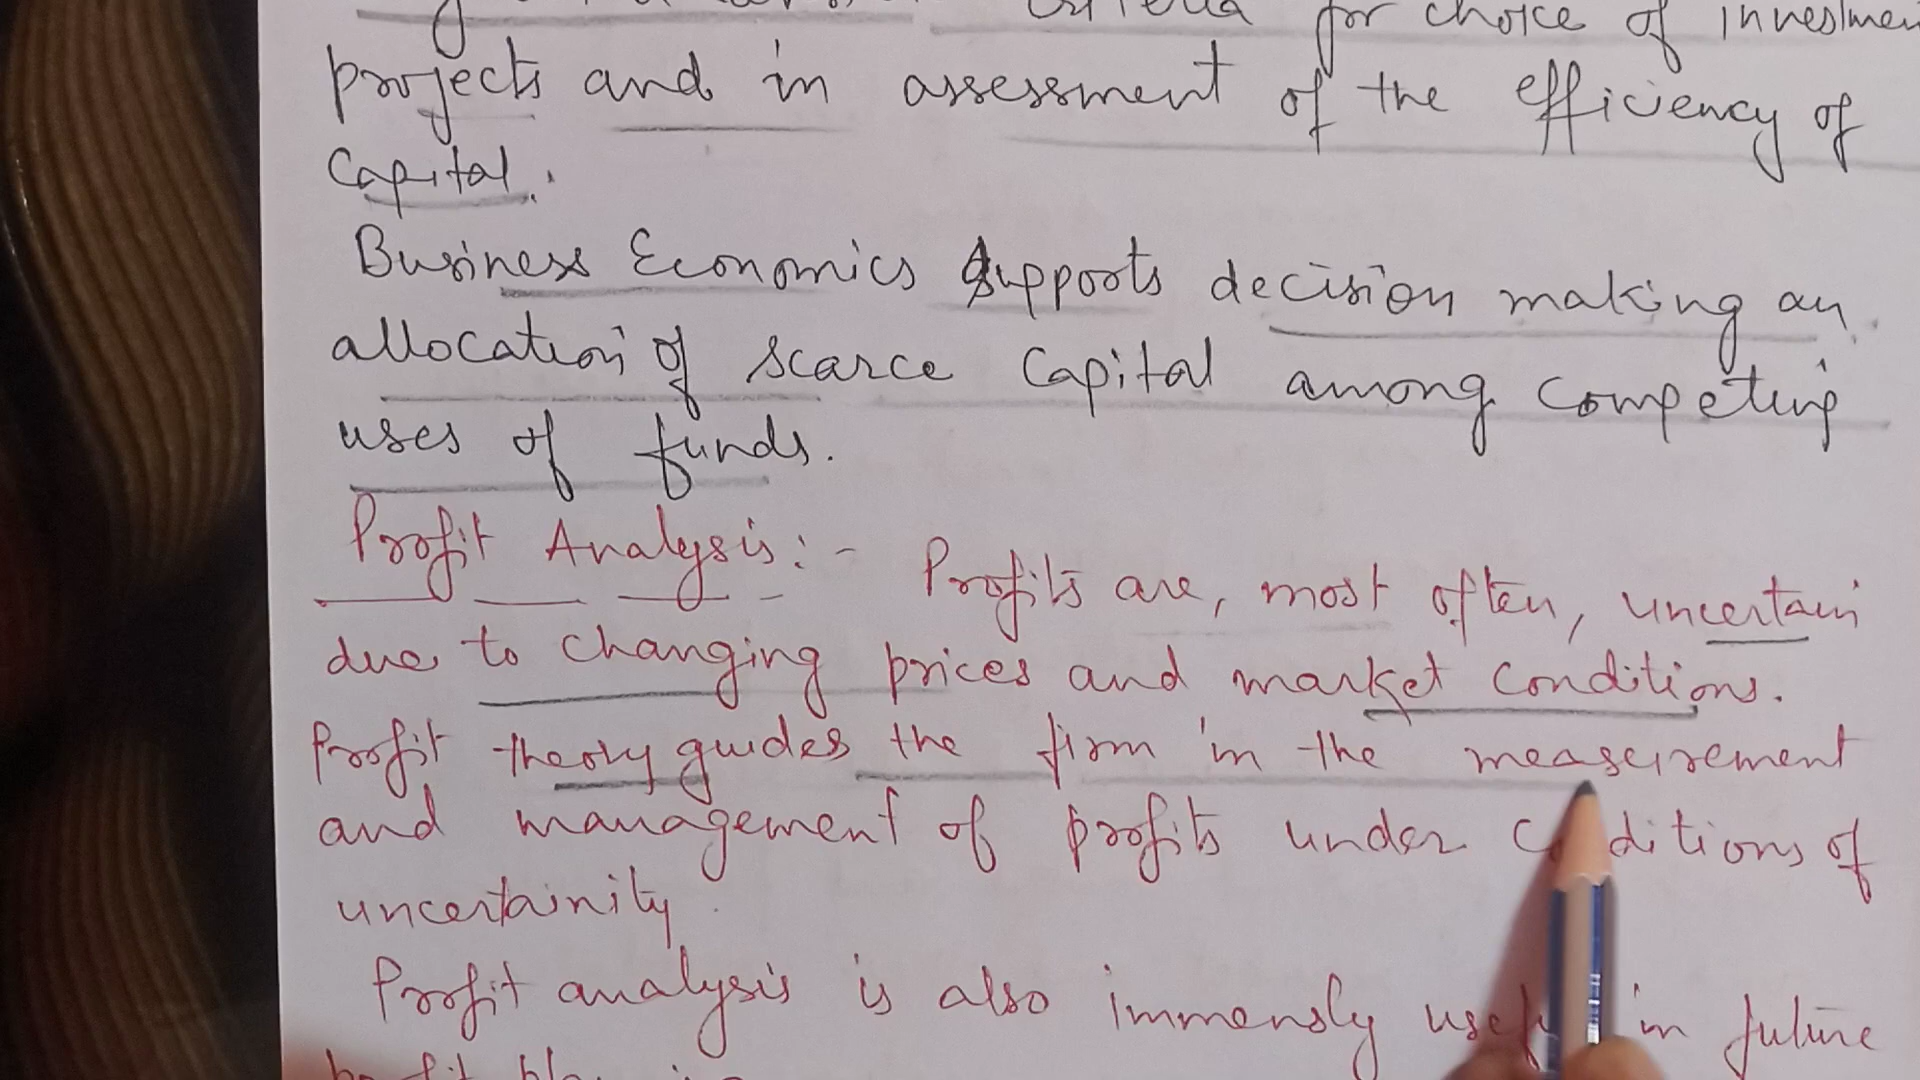 criteria for choice of investmen
projects and in assessment of the efficiency of
Capital.
Business Economics Supports decision making on
allocation of scarce Capital among Competing
uses of funds.
Profit Analysis:- Profits are, most often, uncertain
due to changing prices and market conditions.
Profit theory guides the firm in the measurement
and management of profits under conditions of
uncertainity.
Profit analysis is also immensly in future